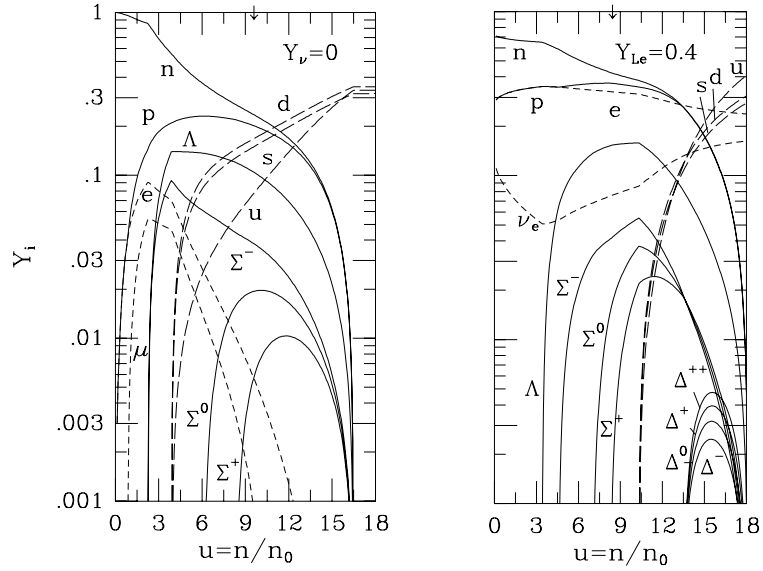 Y_ν=0
Y_Le=0.4
n
p
Λ
d
s
u
e
μ
Σ⁻
Σ⁰
Σ⁺
n
p
e
s
d
u
ν_e
Λ
Σ⁻
Σ⁰
Σ⁺
Δ⁺⁺
Δ⁺
Δ⁰
Δ⁻
Y_i
1
.3
.1
.03
.01
.003
.001
0 3 6 9 12 15 18
0 3 6 9 12 15 18
u=n/n₀
u=n/n₀